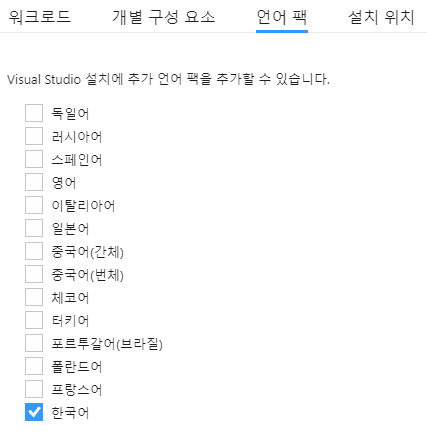 워크로드 개별 구성 요소 언어 팩 설치 위치
Visual Studio 설치에 추가 언어 팩을 추가할 수 있습니다.
독일어
러시아어
스페인어
영어
이탈리아어
일본어
중국어(간체)
중국어(번체)
체코어
터키어
포르투갈어(브라질)
폴란드어
프랑스어
한국어